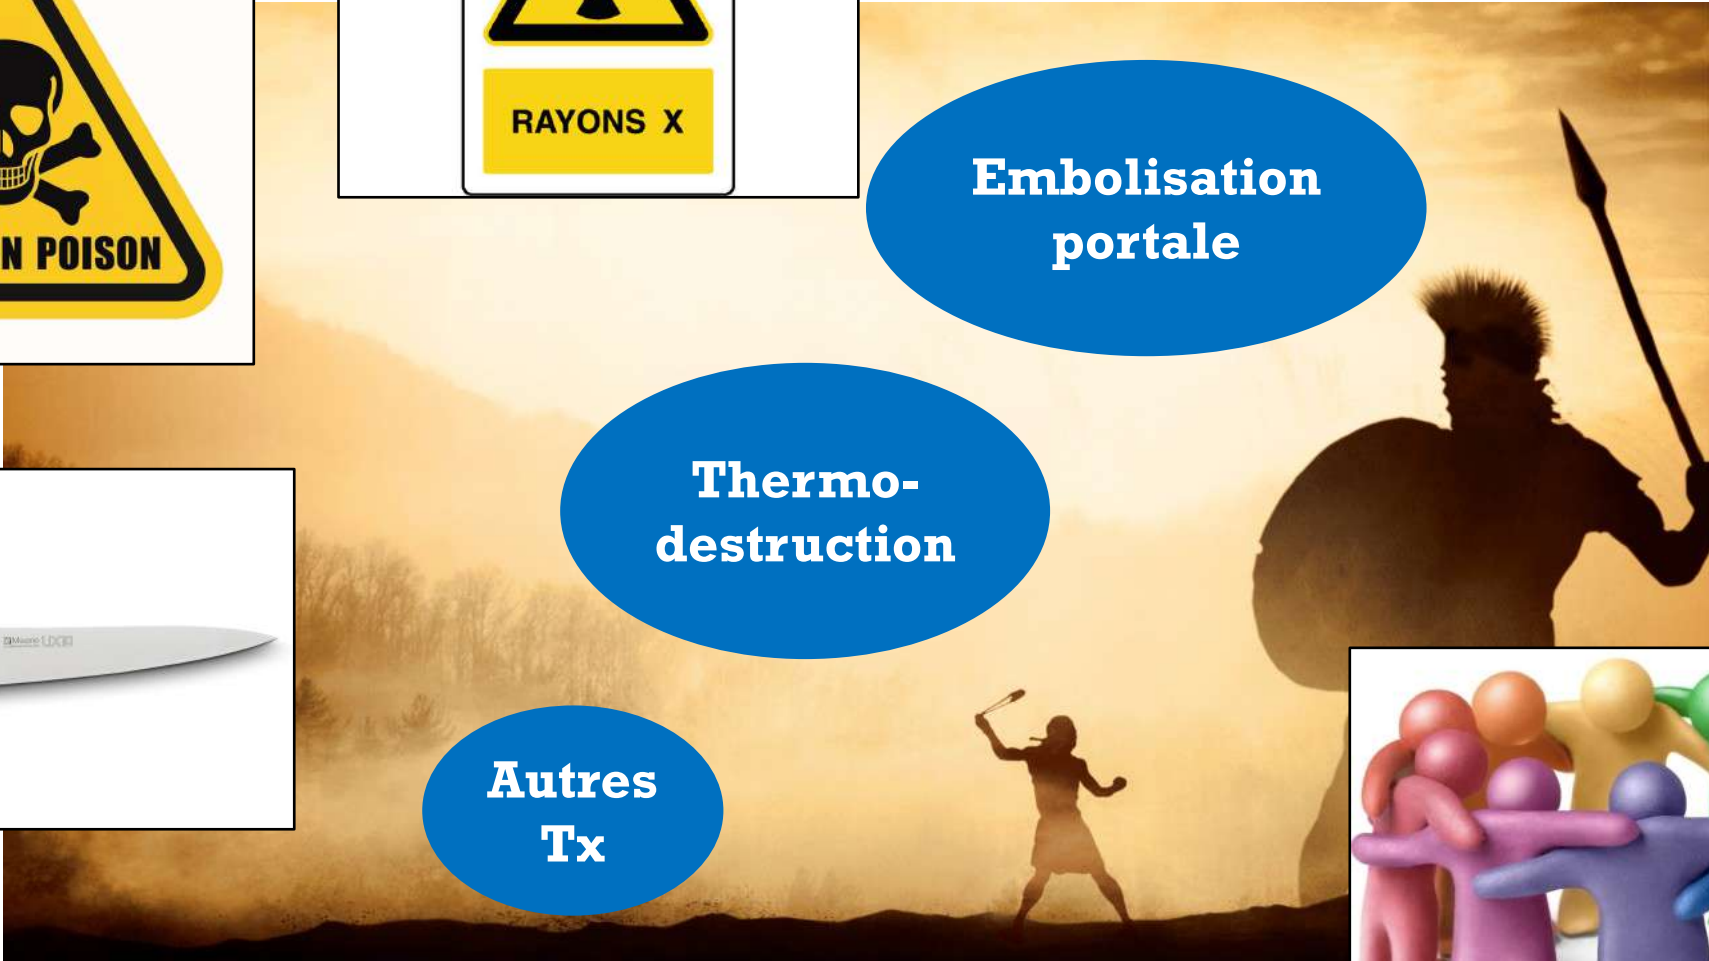 RAYONS X
Embolisation
portale
N POISON
Thermo-
destruction
Autres
Tx